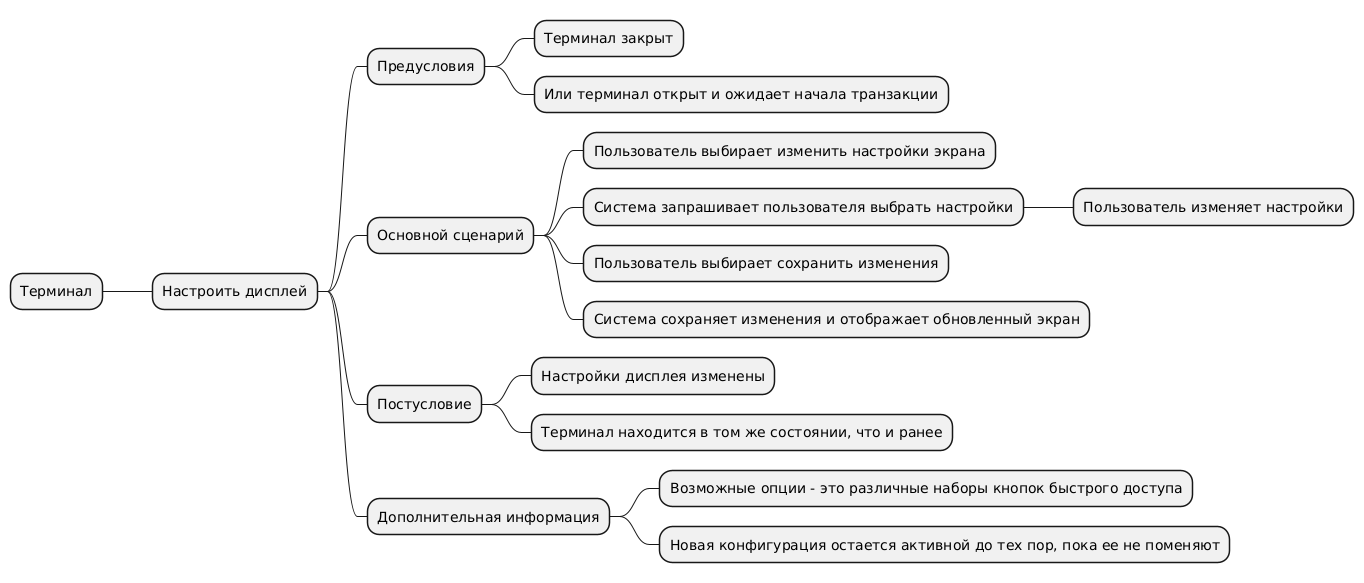 Терминал
Настроить дисплей
Предусловия
Терминал закрыт
Или терминал открыт и ожидает начала транзакции
Основной сценарий
Пользователь выбирает изменить настройки экрана
Система запрашивает пользователя выбрать настройки
Пользователь изменяет настройки
Пользователь выбирает сохранить изменения
Система сохраняет изменения и отображает обновленный экран
Постусловие
Настройки дисплея изменены
Терминал находится в том же состоянии, что и ранее
Дополнительная информация
Возможные опции - это различные наборы кнопок быстрого доступа
Новая конфигурация остается активной до тех пор, пока ее не поменяют